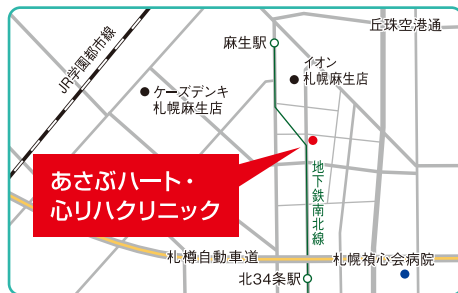 丘珠空港通
麻生駅
イオン
札幌麻生店
JR学園都市線
ケーズデンキ
札幌麻生店
あさぶハート・
心リハクリニック
地下鉄南北線
札樽自動車道
札幌禎心会病院
北34条駅